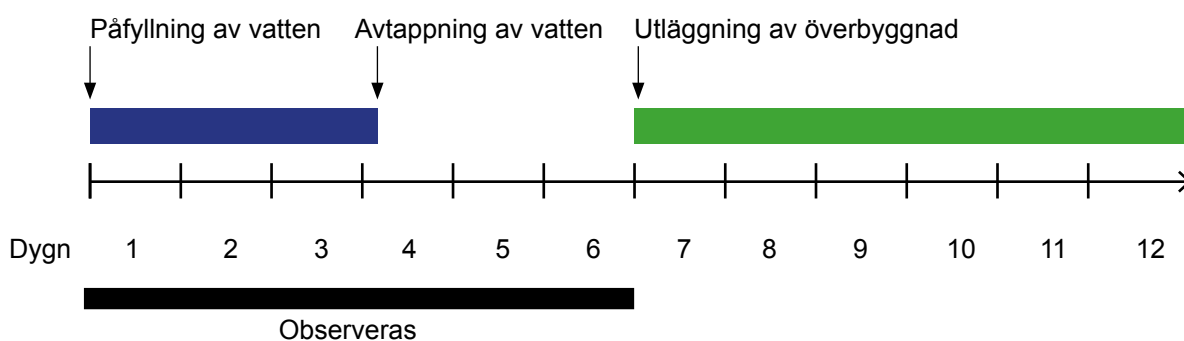 Påfyllning av vatten Avtappning av vatten Utläggning av överbyggnad
Dygn 1 2 3 4 5 6 7 8 9 10 11 12
Observeras